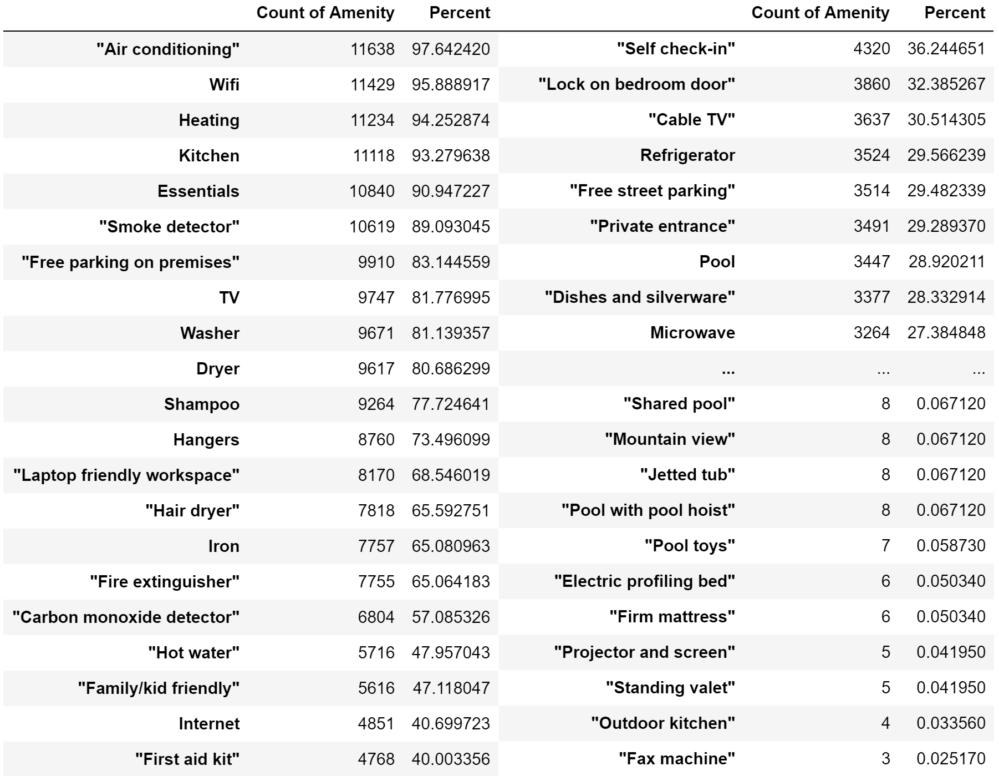 Count of Amenity Percent
"Air conditioning" 11638 97.642420
Wifi 11429 95.888917
Heating 11234 94.252874
Kitchen 11118 93.279638
Essentials 10840 90.947227
"Smoke detector" 10619 89.093045
"Free parking on premises" 9910 83.144559
TV 9747 81.776995
Washer 9671 81.139357
Dryer 9617 80.686299
Shampoo 9264 77.724641
Hangers 8760 73.496099
"Laptop friendly workspace" 8170 68.546019
"Hair dryer" 7818 65.592751
Iron 7757 65.080963
"Fire extinguisher" 7755 65.064183
"Carbon monoxide detector" 6804 57.085326
"Hot water" 5716 47.957043
"Family/kid friendly" 5616 47.118047
Internet 4851 40.699723
"First aid kit" 4768 40.003356
Count of Amenity Percent
"Self check-in" 4320 36.244651
"Lock on bedroom door" 3860 32.385267
"Cable TV" 3637 30.514305
Refrigerator 3524 29.566239
"Free street parking" 3514 29.482339
"Private entrance" 3491 29.289370
Pool 3447 28.920211
"Dishes and silverware" 3377 28.332914
Microwave 3264 27.384848
... ... ...
"Shared pool" 8 0.067120
"Mountain view" 8 0.067120
"Jetted tub" 8 0.067120
"Pool with pool hoist" 8 0.067120
"Pool toys" 7 0.058730
"Electric profiling bed" 6 0.050340
"Firm mattress" 6 0.050340
"Projector and screen" 5 0.041950
"Standing valet" 5 0.041950
"Outdoor kitchen" 4 0.033560
"Fax machine" 3 0.025170